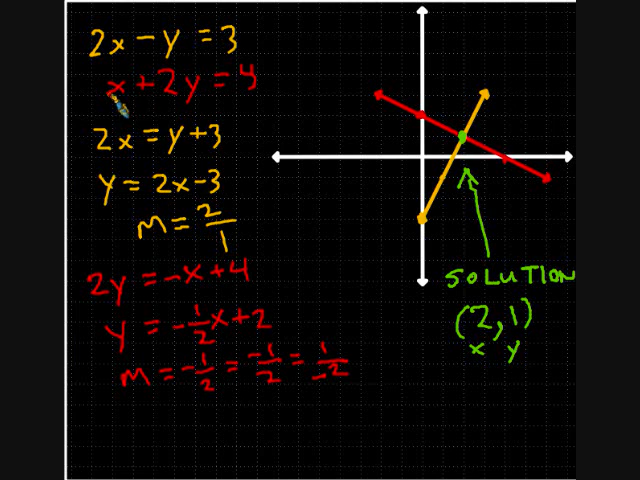 2x - y = 3
x + 2y = 4
2x = y + 3
y = 2x - 3
m = 2/1
2y = -x + 4
y = -1/2x + 2
m = -1/2 = -1/2 = 1/-2
SOLUTION
(2,1)
x y